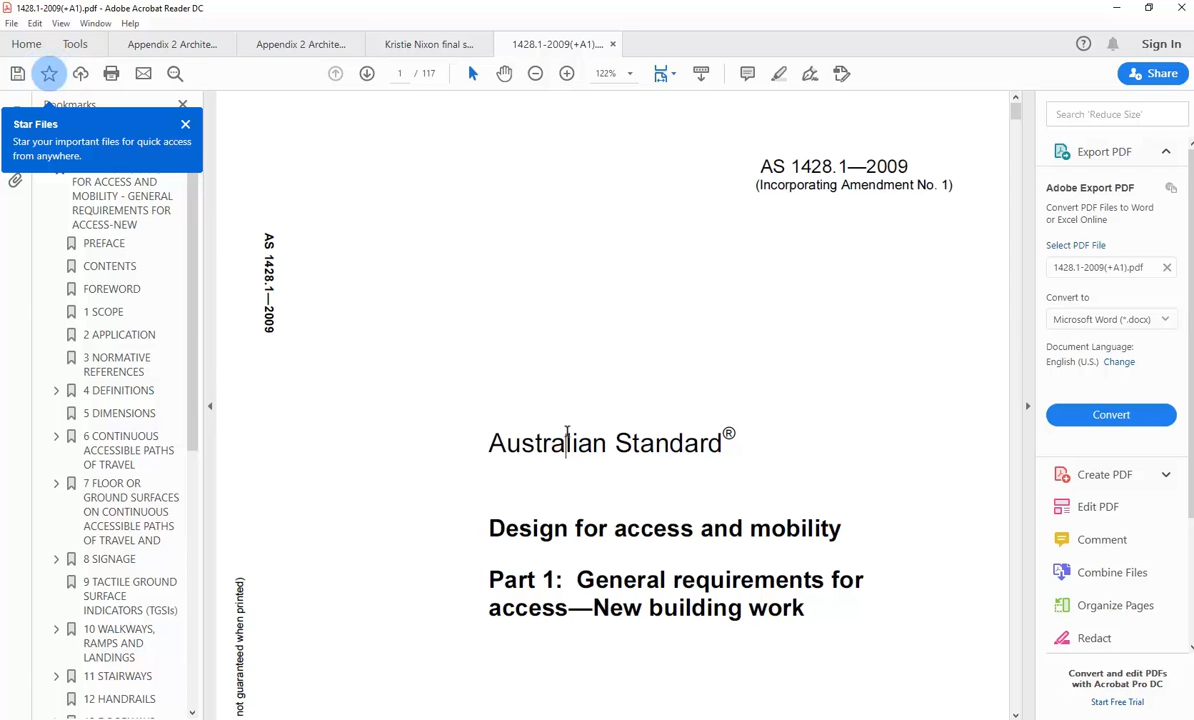 1428.1-2009(+A1).pdf - Adobe Acrobat Reader DC
File Edit View Window Help
Home Tools Appendix 2 Archite... Appendix 2 Archite... Kristie Nixon final s... 1428.1-2009(+A1).... × Sign In
1 / 117 122% Share
Bookmarks
Star Files
Star your important files for quick access
from anywhere.
FOR ACCESS AND
MOBILITY - GENERAL
REQUIREMENTS FOR
ACCESS-NEW
PREFACE
CONTENTS
FOREWORD
1 SCOPE
2 APPLICATION
3 NORMATIVE
REFERENCES
4 DEFINITIONS
5 DIMENSIONS
6 CONTINUOUS
ACCESSIBLE PATHS
OF TRAVEL
7 FLOOR OR
GROUND SURFACES
ON CONTINUOUS
ACCESSIBLE PATHS
OF TRAVEL AND
8 SIGNAGE
9 TACTILE GROUND
SURFACE
INDICATORS (TGSIs)
10 WALKWAYS,
RAMPS AND
LANDINGS
11 STAIRWAYS
12 HANDRAILS
AS 1428.1—2009
(Incorporating Amendment No. 1)
AS 1428.1—2009
Australian Standard®
Design for access and mobility
Part 1: General requirements for
access—New building work
not guaranteed when printed)
Search 'Reduce Size'
Export PDF
Adobe Export PDF
Convert PDF Files to Word
or Excel Online
Select PDF File
1428.1-2009(+A1).pdf
Convert to
Microsoft Word (*.docx)
Document Language:
English (U.S.) Change
Convert
Create PDF
Edit PDF
Comment
Combine Files
Organize Pages
Redact
Convert and edit PDFs
with Acrobat Pro DC
Start Free Trial